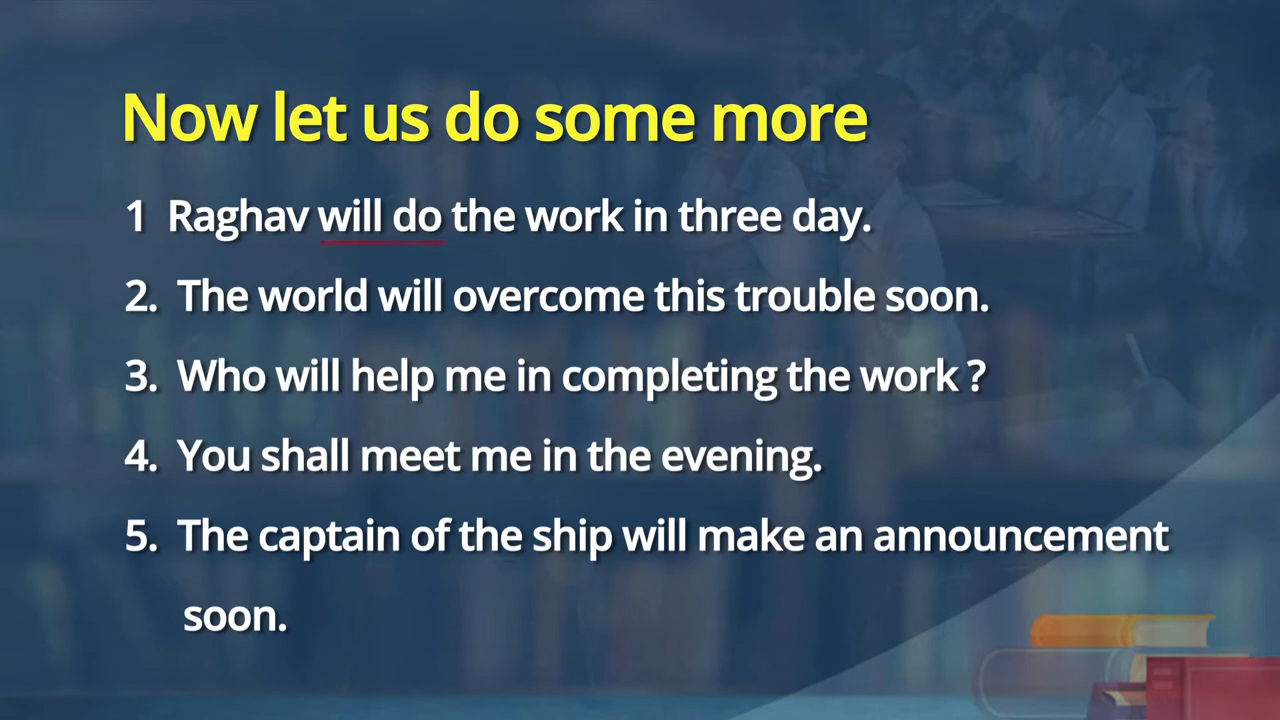 Now let us do some more
1 Raghav will do the work in three day.
2. The world will overcome this trouble soon.
3. Who will help me in completing the work ?
4. You shall meet me in the evening.
5. The captain of the ship will make an announcement
soon.